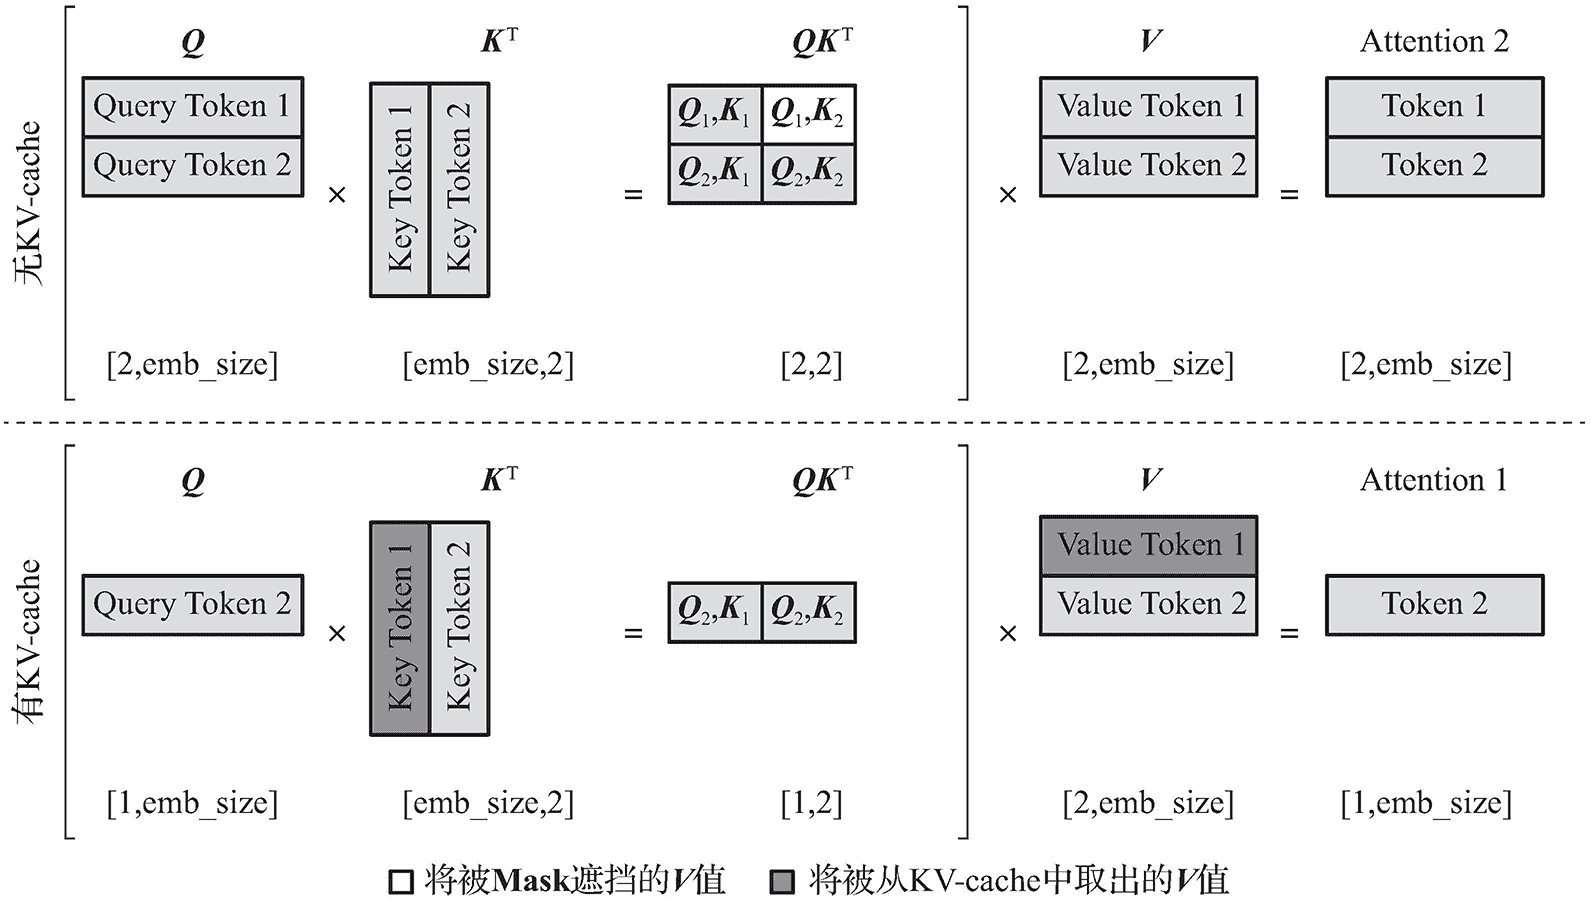 无KV-cache
Q K^T QK^T V Attention 2
Query Token 1
Query Token 2
×
Key Token 1
Key Token 2
=
Q₁,K₁ Q₁,K₂
Q₂,K₁ Q₂,K₂
×
Value Token 1
Value Token 2
=
Token 1
Token 2
[2,emb_size] [emb_size,2] [2,2] [2,emb_size] [2,emb_size]
有KV-cache
Q K^T QK^T V Attention 1
Query Token 2
×
Key Token 1
Key Token 2
=
Q₂,K₁ Q₂,K₂
×
Value Token 1
Value Token 2
=
Token 2
[1,emb_size] [emb_size,2] [1,2] [2,emb_size] [1,emb_size]
将被Mask遮挡的V值 将被从KV-cache中取出的V值